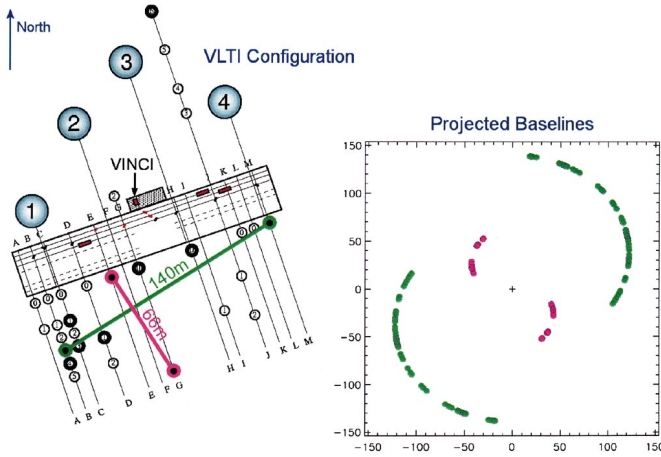 North
VLTI Configuration
3
4
2
VINCI
1
A B C D E F G H I J K L M
140m
66m
A B C D E F G H I J K L M
Projected Baselines
150
100
50
0
−50
−100
−150
−150 −100 −50 0 50 100 150